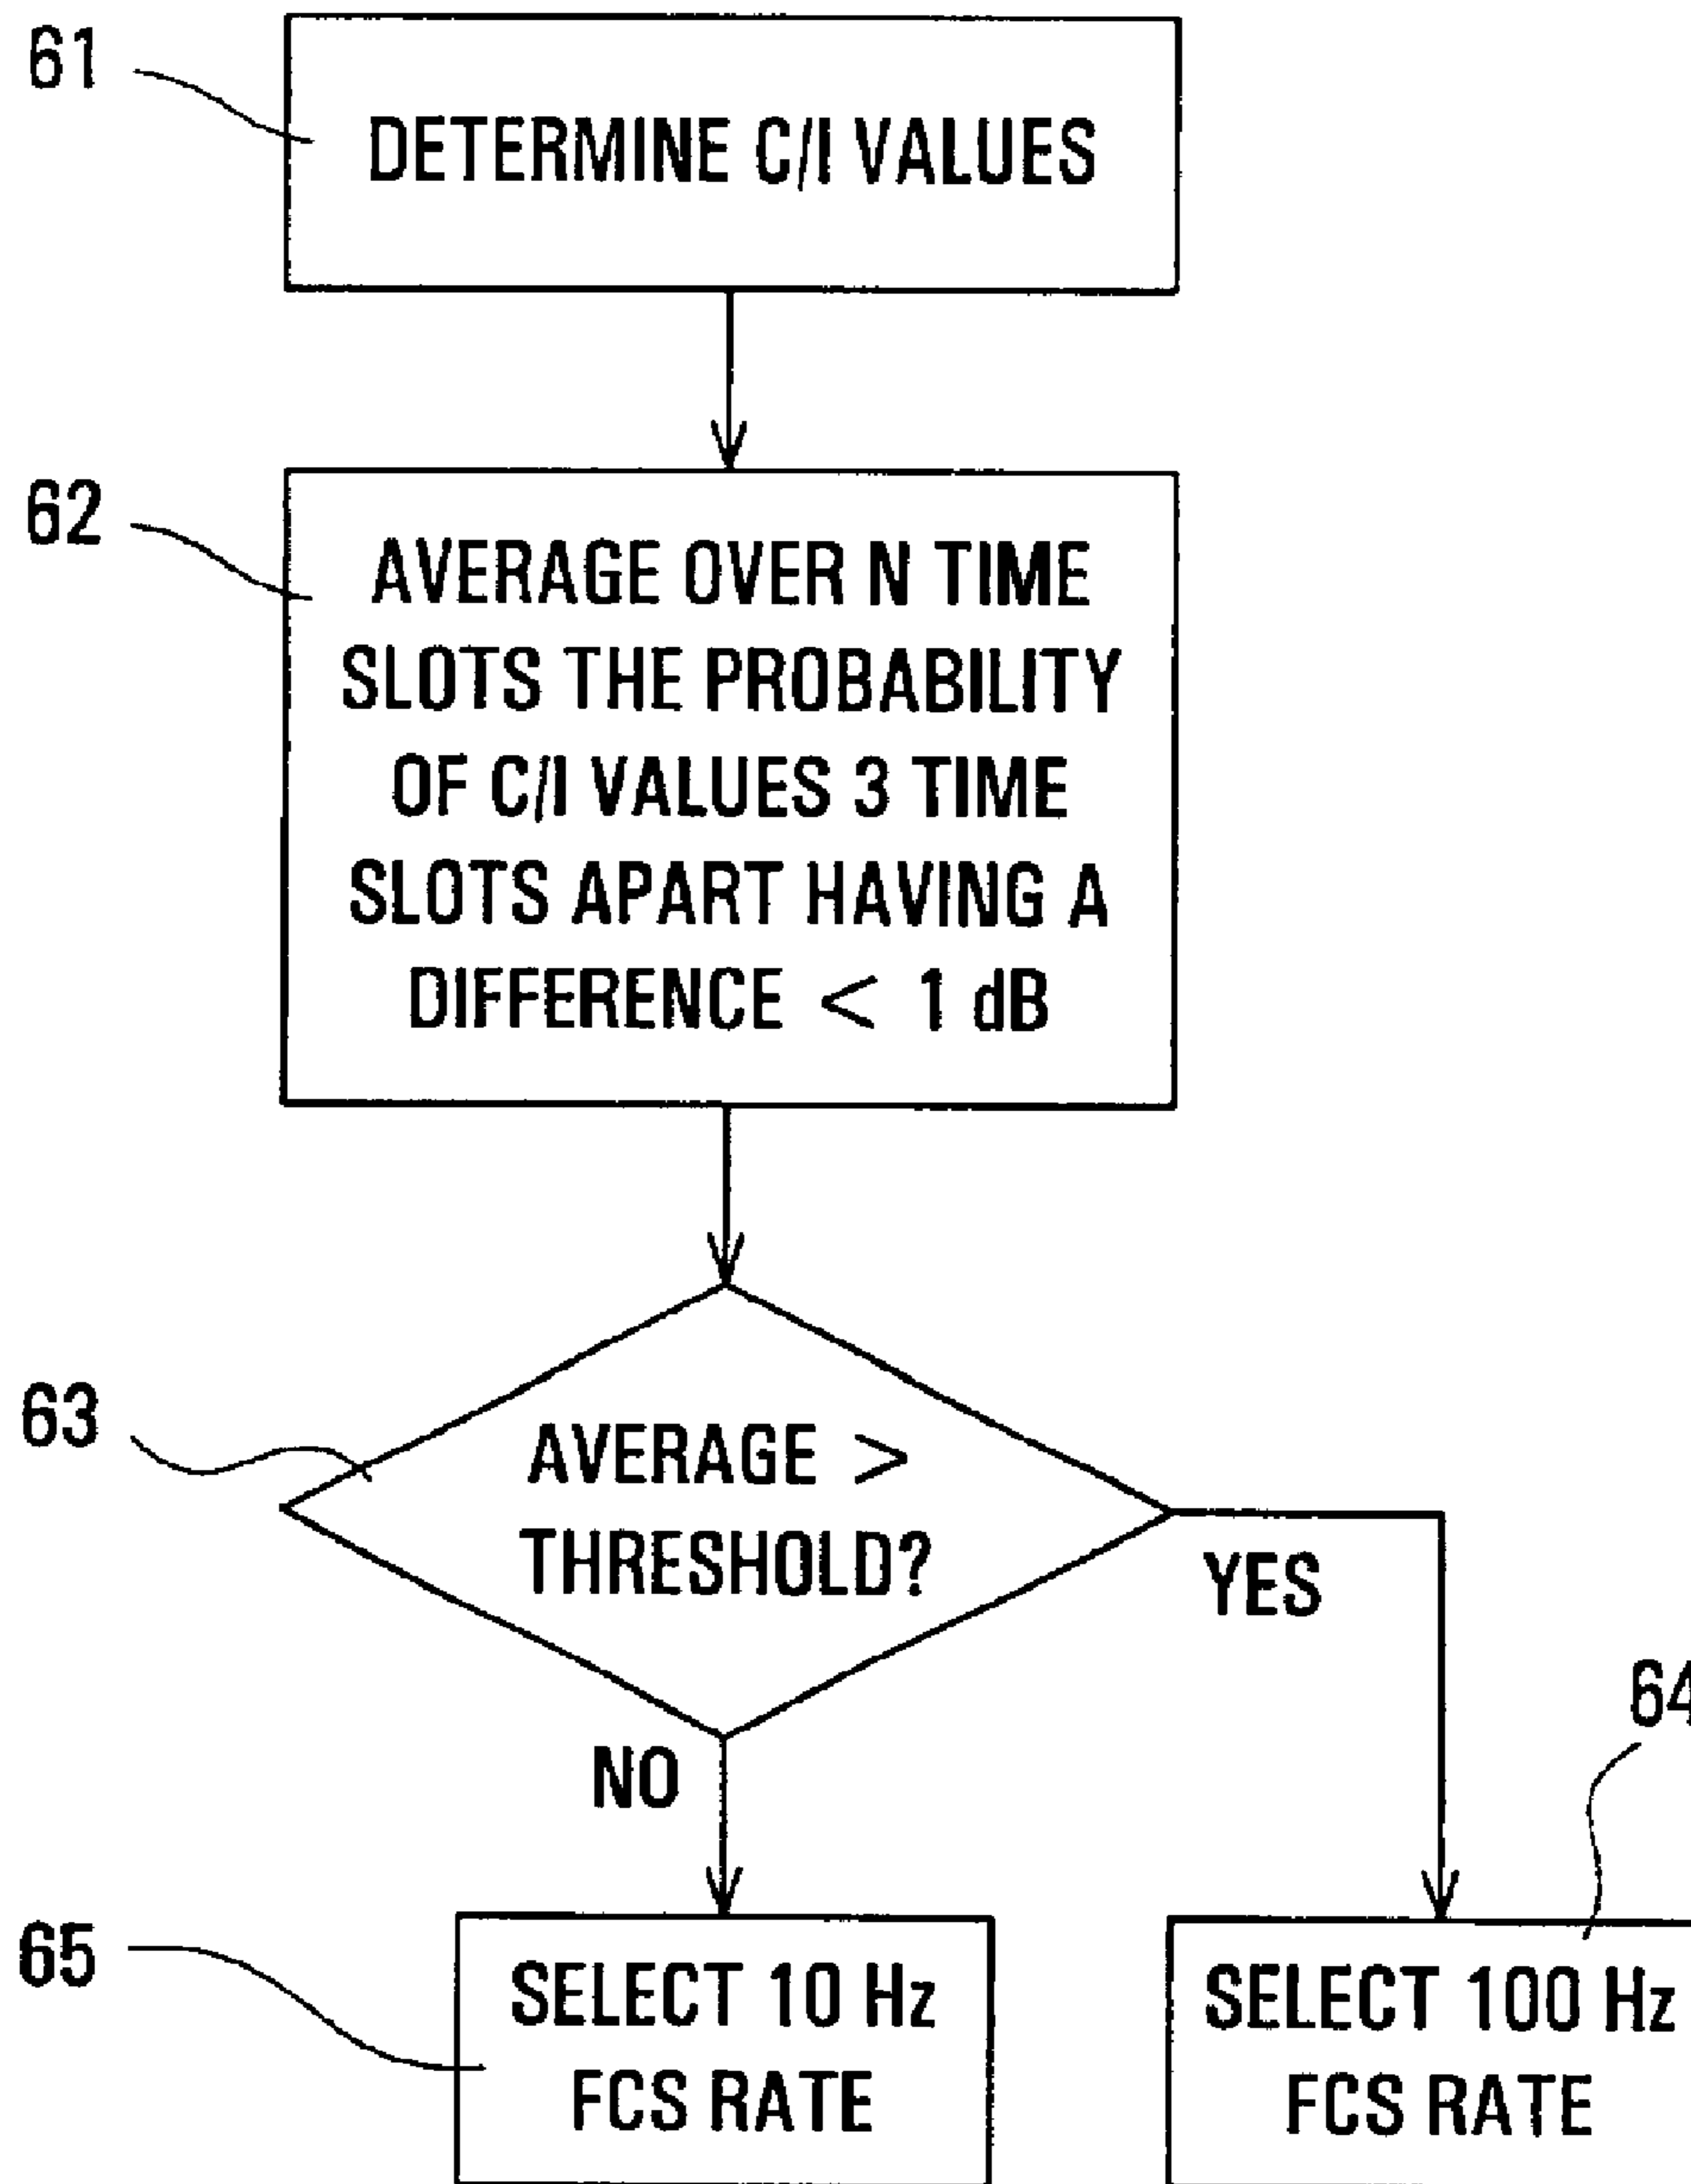 61
DETERMINE C/I VALUES
62
AVERAGE OVER N TIME
SLOTS THE PROBABILITY
OF C/I VALUES 3 TIME
SLOTS APART HAVING A
DIFFERENCE < 1 dB
63
AVERAGE >
THRESHOLD?
YES
NO
64
65
SELECT 10 Hz
FCS RATE
SELECT 100 Hz
FCS RATE